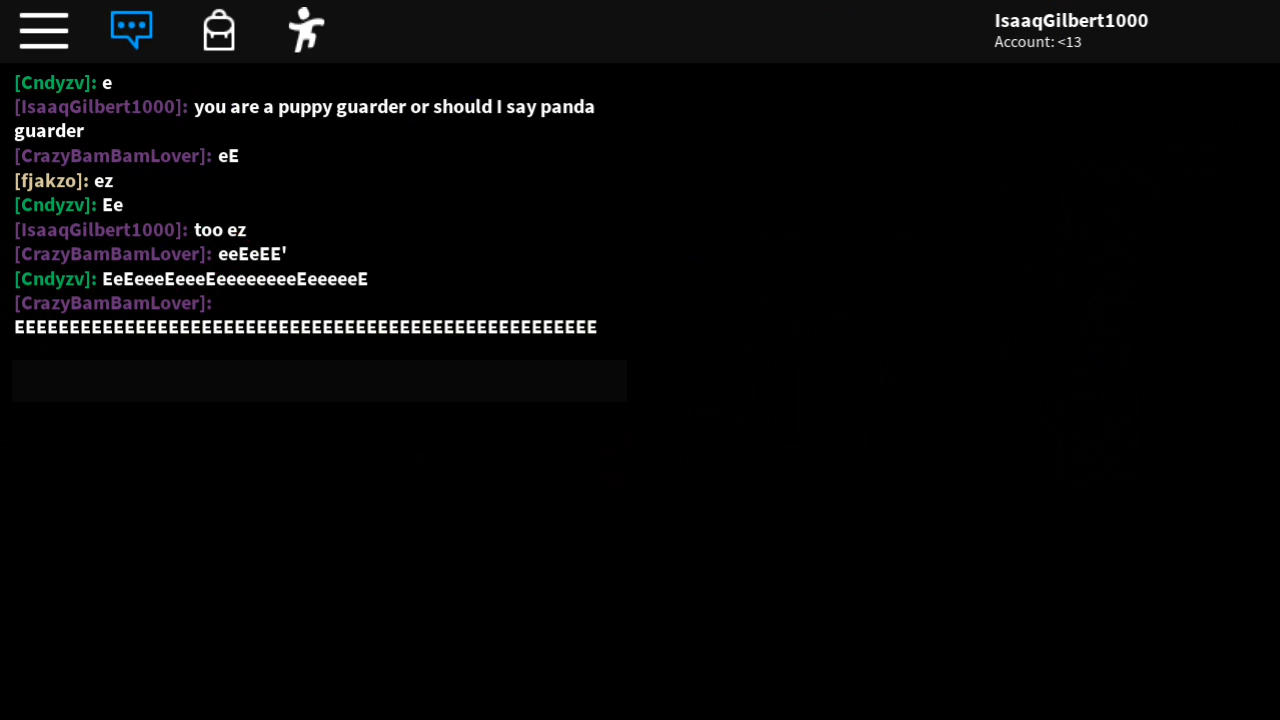 IsaaqGilbert1000
Account: <13
[Cndyzv]: e
[IsaaqGilbert1000]: you are a puppy guarder or should I say panda
guarder
[CrazyBamBamLover]: eE
[fjakzo]: ez
[Cndyzv]: Ee
[IsaaqGilbert1000]: too ez
[CrazyBamBamLover]: eeEeEE'
[Cndyzv]: EeEeeeEeeeEeeeeeeeeEeeeeeE
[CrazyBamBamLover]:
EEEEEEEEEEEEEEEEEEEEEEEEEEEEEEEEEEEEEEEEEEEEEEEEEEEEE